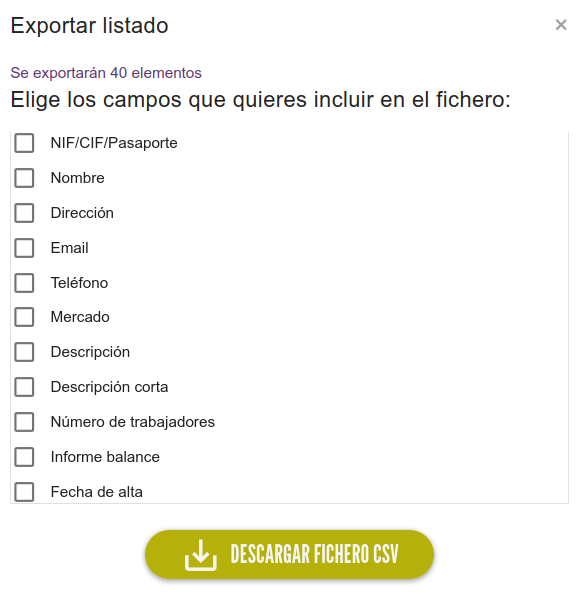 Exportar listado
×
Se exportarán 40 elementos
Elige los campos que quieres incluir en el fichero:
NIF/CIF/Pasaporte
Nombre
Dirección
Email
Teléfono
Mercado
Descripción
Descripción corta
Número de trabajadores
Informe balance
Fecha de alta
DESCARGAR FICHERO CSV